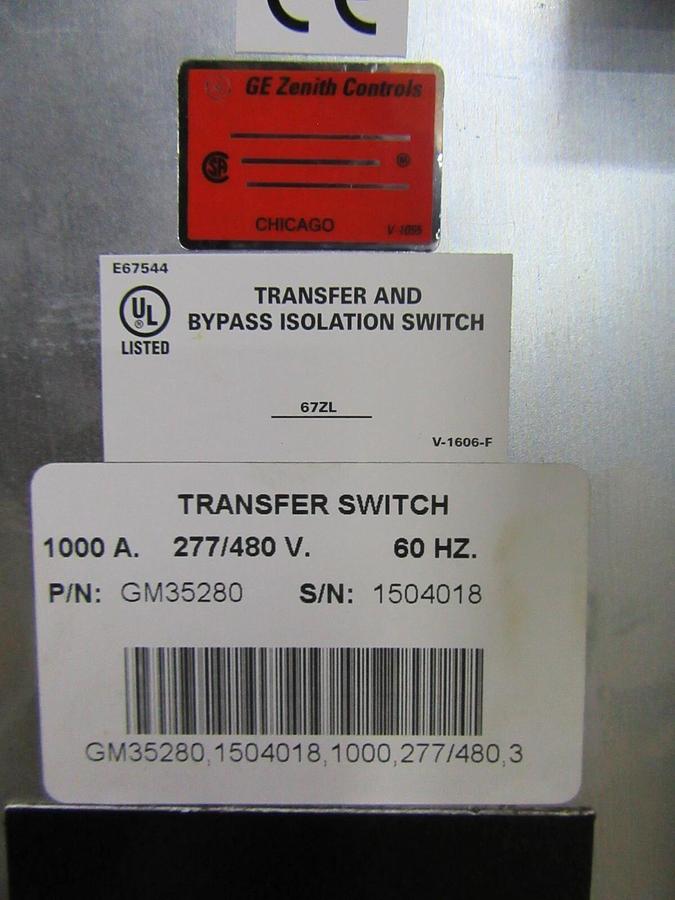 CE
GE Zenith Controls
CHICAGO
V-1055
E67544
UL
LISTED
TRANSFER AND
BYPASS ISOLATION SWITCH
67ZL
V-1606-F
TRANSFER SWITCH
1000 A. 277/480 V. 60 HZ.
P/N: GM35280 S/N: 1504018
GM35280,1504018,1000,277/480,3